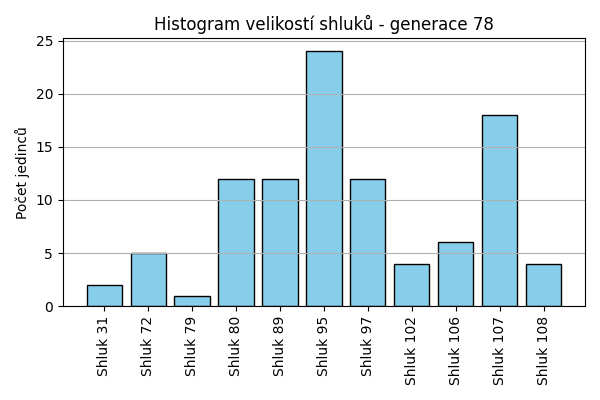 Histogram velikostí shluků - generace 78
Počet jedinců
25
20
15
10
5
0
Shluk 31
Shluk 72
Shluk 79
Shluk 80
Shluk 89
Shluk 95
Shluk 97
Shluk 102
Shluk 106
Shluk 107
Shluk 108